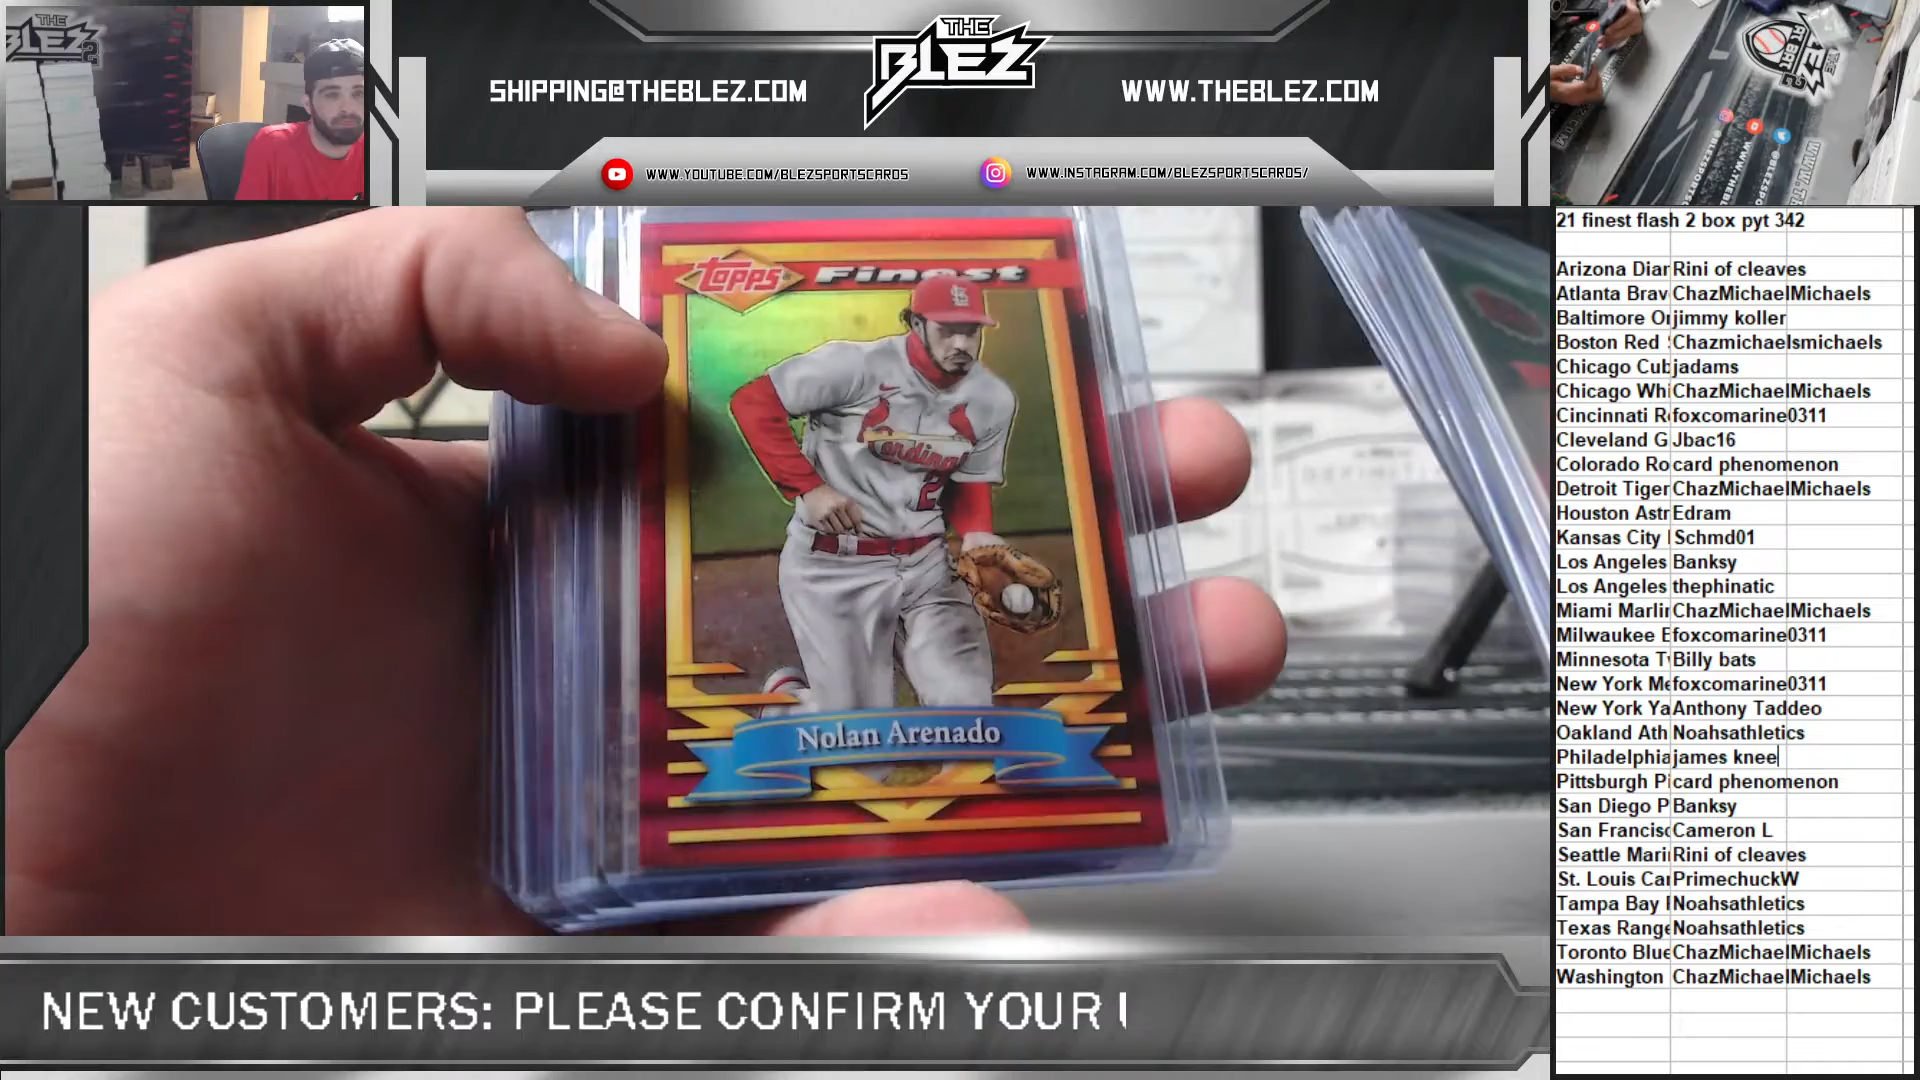 THE
BLEZ
SHIPPING@THEBLEZ.COM
WWW.THEBLEZ.COM
WWW.YOUTUBE.COM/BLEZSPORTSCARDS
WWW.INSTAGRAM.COM/BLEZSPORTSCARDS/
21 finest flash 2 box pyt 342
Arizona Diar Rini of cleaves
Atlanta Brav ChazMichaelMichaels
Baltimore Or jimmy koller
Boston Red Chazmichaelsmichaels
Chicago Cub jadams
Chicago Whi ChazMichaelMichaels
Cincinnati R foxcomarine0311
Cleveland G Jbac16
Colorado Ro card phenomenon
Detroit Tiger ChazMichaelMichaels
Houston Astr Edram
Kansas City Schmd01
Los Angeles Banksy
Los Angeles thephinatic
Miami Marlin ChazMichaelMichaels
Milwaukee B foxcomarine0311
Minnesota Tw Billy bats
New York Me foxcomarine0311
New York Ya Anthony Taddeo
Oakland Ath Noahsathletics
Philadelphia james knee
Pittsburgh Pi card phenomenon
San Diego P Banksy
San Francisc Cameron L
Seattle Mari Rini of cleaves
St. Louis Car PrimechuckW
Tampa Bay Noahsathletics
Texas Range Noahsathletics
Toronto Blue ChazMichaelMichaels
Washington ChazMichaelMichaels
Topps Finest
Cardinals
Nolan Arenado
NEW CUSTOMERS: PLEASE CONFIRM YOUR